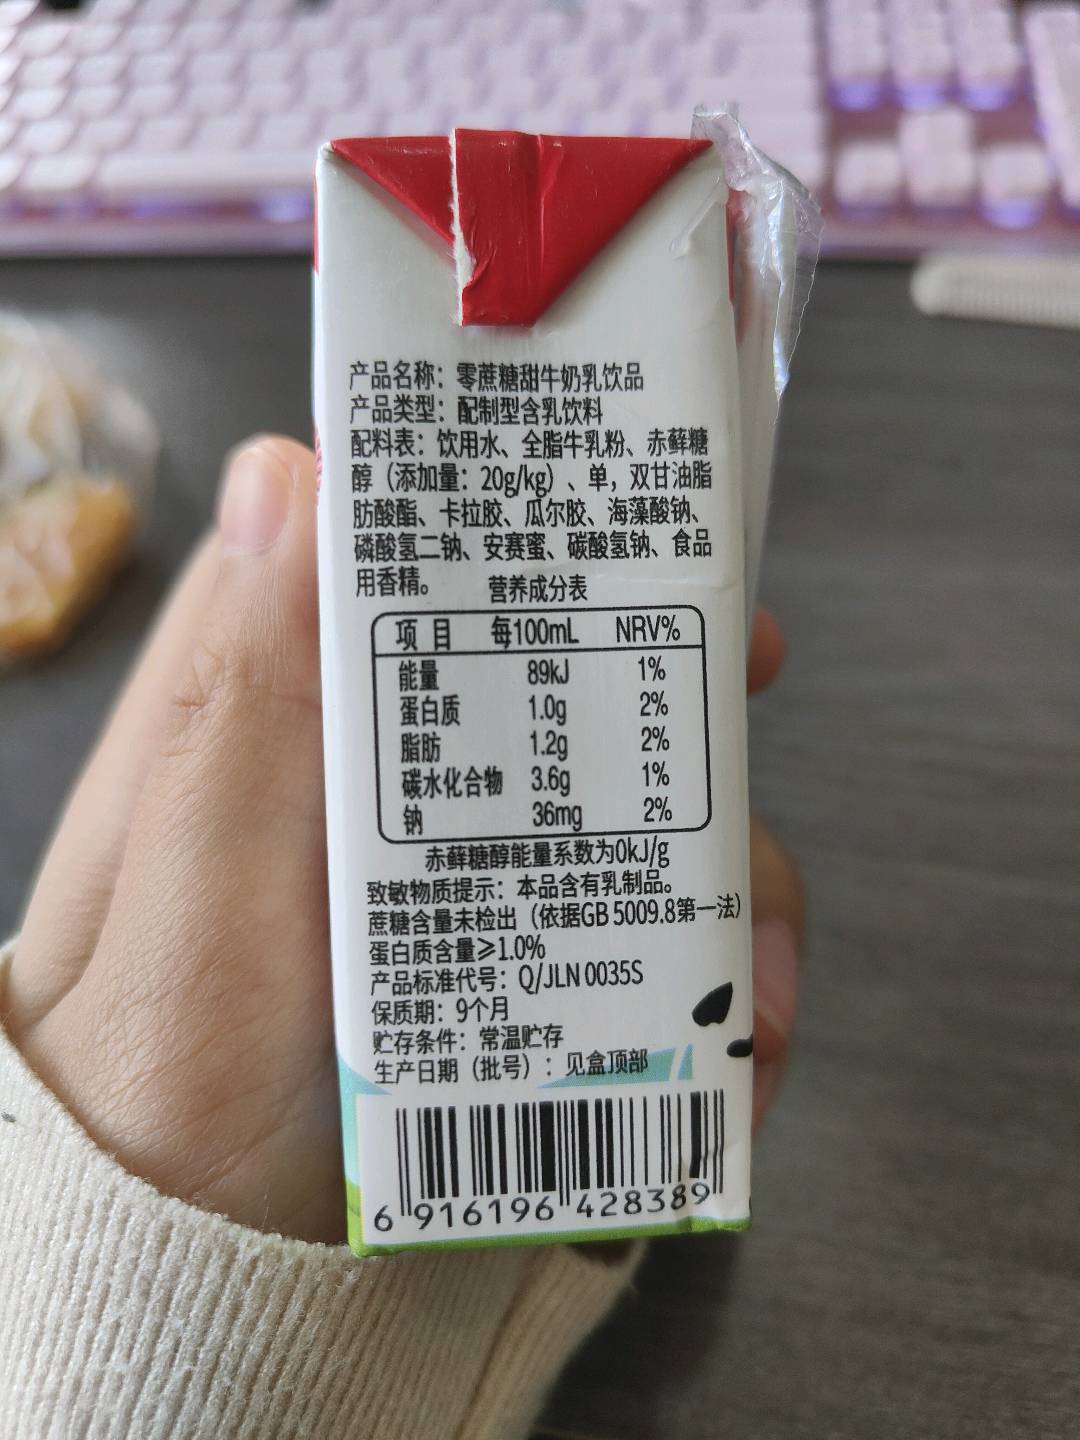 产品名称：零蔗糖甜牛奶乳饮品
产品类型：配制型含乳饮料
配料表：饮用水、全脂牛乳粉、赤藓糖
醇（添加量：20g/kg）、单，双甘油脂
肪酸酯、卡拉胶、瓜尔胶、海藻酸钠、
磷酸氢二钠、安赛蜜、碳酸氢钠、食品
用香精。
营养成分表
项 目 每100mL NRV%
能量 89kJ 1%
蛋白质 1.0g 2%
脂肪 1.2g 2%
碳水化合物 3.6g 1%
钠 36mg 2%
赤藓糖醇能量系数为0kJ/g
致敏物质提示：本品含有乳制品。
蔗糖含量未检出（依据GB 5009.8第一法）
蛋白质含量≥1.0%
产品标准代号：Q/JLN 0035S
保质期：9个月
贮存条件：常温贮存
生产日期（批号）：见盒顶部
6 916196 428389